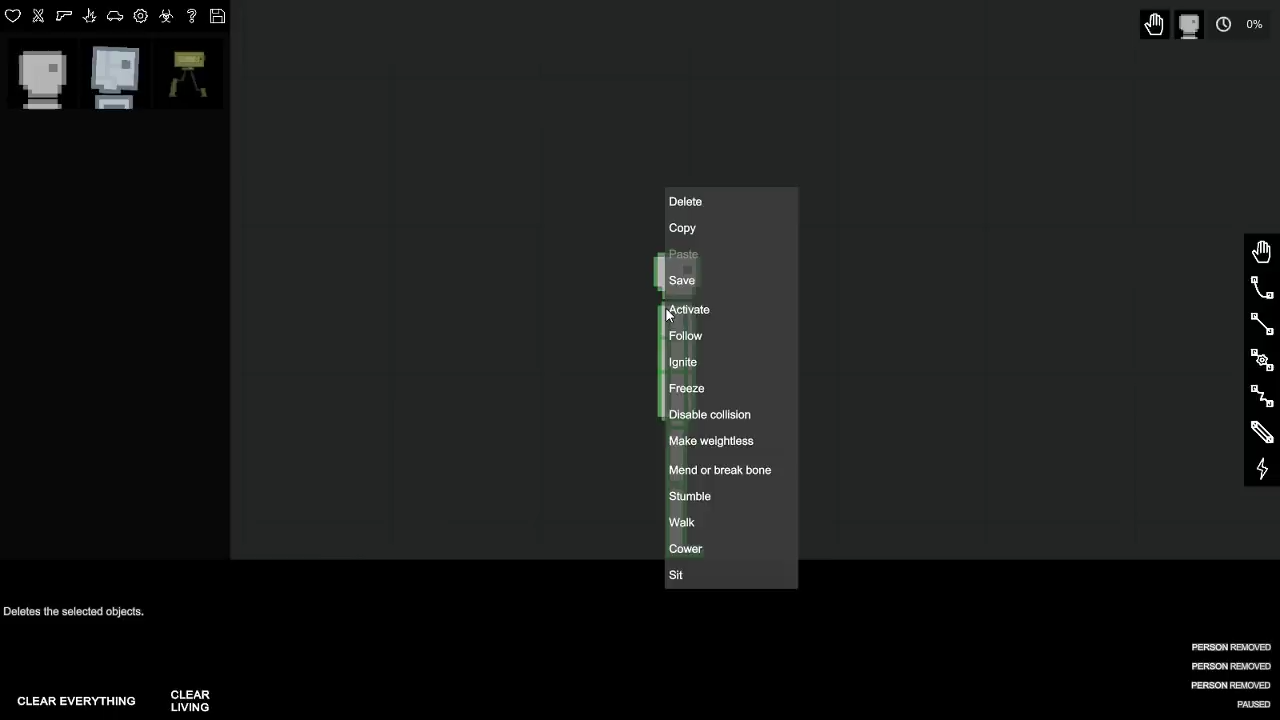 0%
Delete
Copy
Paste
Save
Activate
Follow
Ignite
Freeze
Disable collision
Make weightless
Mend or break bone
Stumble
Walk
Cower
Sit
Deletes the selected objects.
PERSON REMOVED
PERSON REMOVED
PERSON REMOVED
PAUSED
CLEAR EVERYTHING
CLEAR
LIVING